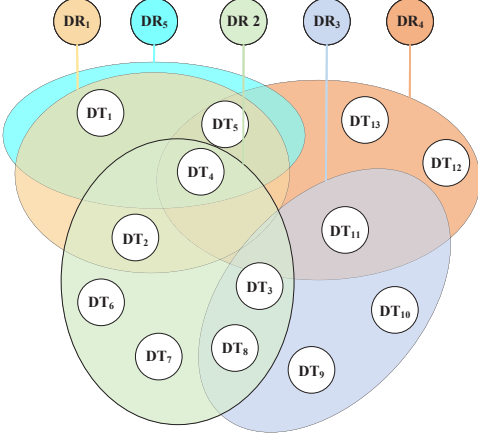 DR₁ DR₅ DR 2 DR₃ DR₄
DT₁
DT₅
DT₁₃
DT₁₂
DT₄
DT₂
DT₁₁
DT₃
DT₆
DT₁₀
DT₇
DT₈
DT₉